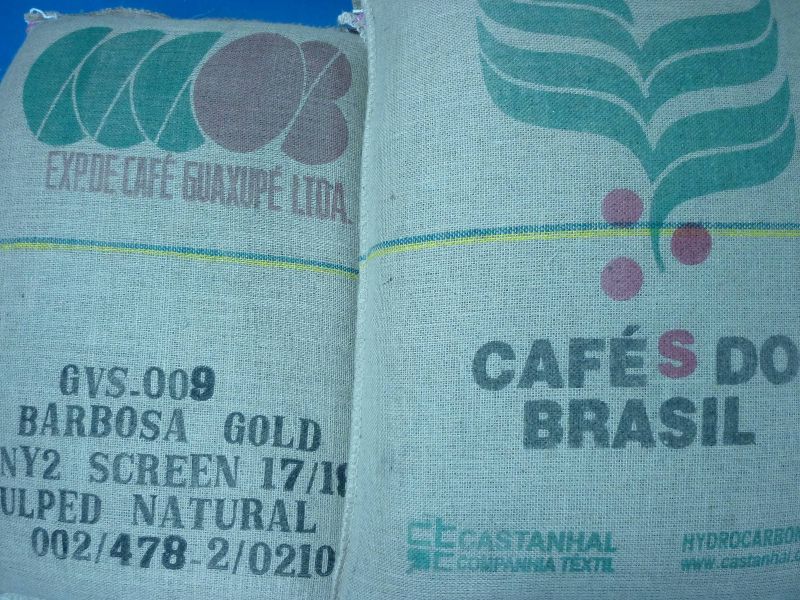 EXP.DE CAFÉ GUAXUPÉ LTDA.
GVS-009
BARBOSA GOLD
NY2 SCREEN 17/18
ULPED NATURAL
002/478-2/0210
CAFÉS DO
BRASIL
CASTANHAL
COMPANHIA TEXTIL
HYDROCARBON
www.castanhal.c